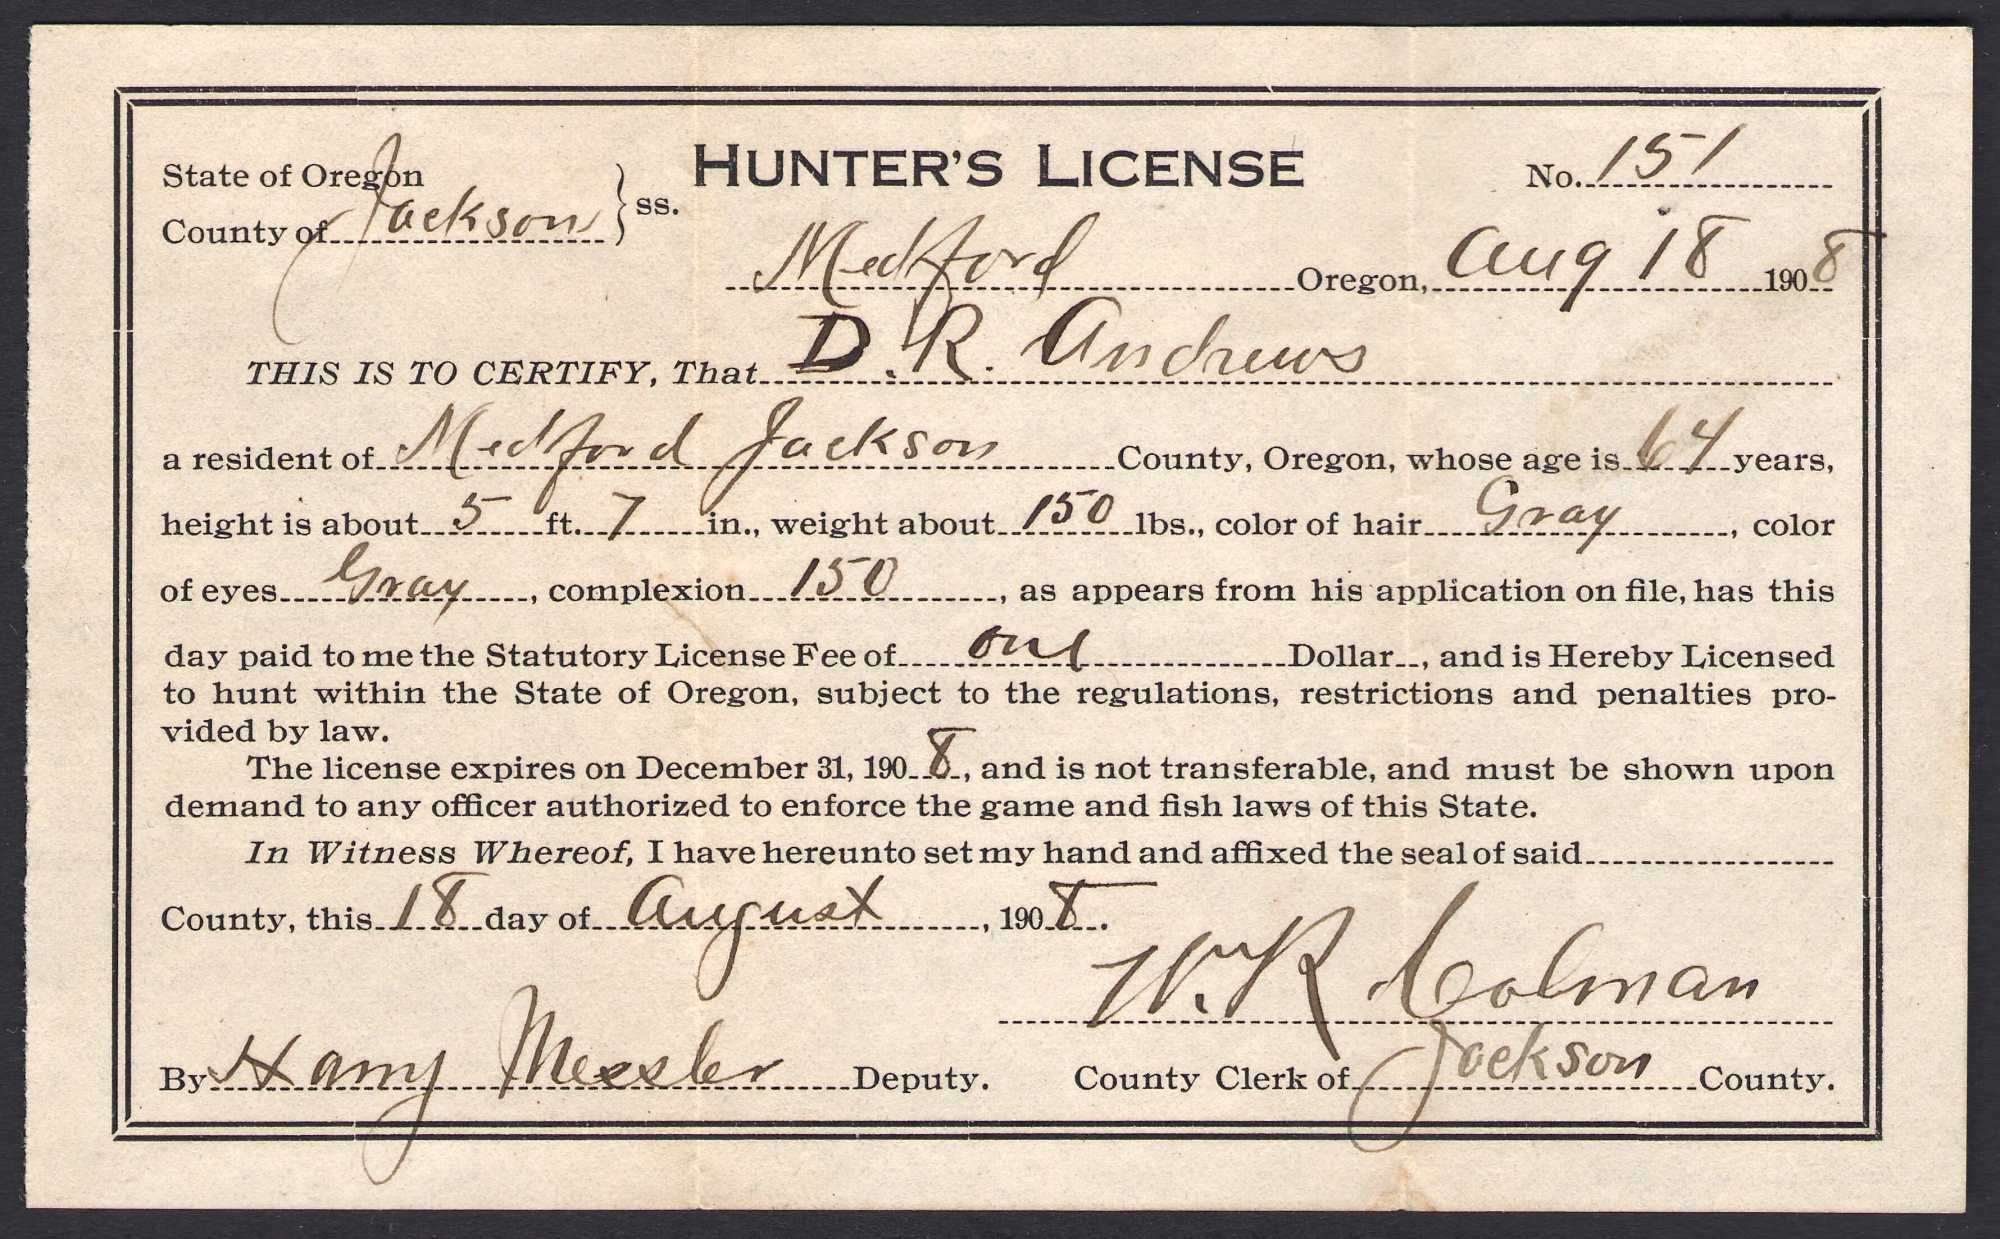 HUNTER'S LICENSE
No. 151
State of Oregon
County of Jackson } ss.
Medford Oregon, Aug 18 1908
THIS IS TO CERTIFY, That D. R. Andrews
a resident of Medford Jackson County, Oregon, whose age is 64 years,
height is about 5 ft. 7 in., weight about 150 lbs., color of hair Gray, color
of eyes Gray, complexion 150, as appears from his application on file, has this
day paid to me the Statutory License Fee of one Dollar, and is Hereby Licensed
to hunt within the State of Oregon, subject to the regulations, restrictions and penalties pro-
vided by law.
The license expires on December 31, 1908, and is not transferable, and must be shown upon
demand to any officer authorized to enforce the game and fish laws of this State.
In Witness Whereof, I have hereunto set my hand and affixed the seal of said
County, this 18 day of August, 1908.
W. R Colman
By Harry Messler Deputy. County Clerk of Jackson County.